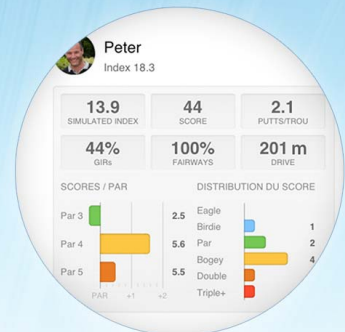 Peter
Index 18.3
13.9 44 2.1
SIMULATED INDEX SCORE PUTTS/TROU
44% 100% 201 m
GIRs FAIRWAYS DRIVE
SCORES / PAR
Par 3 2.5
Par 4 5.6
Par 5 5.5
PAR +1 +2
DISTRIBUTION DU SCORE
Eagle
Birdie 1
Par 2
Bogey 4
Double
Triple+